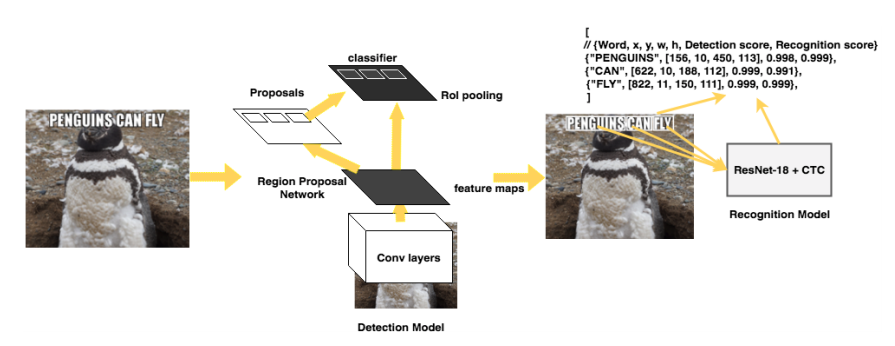 PENGUINS CAN FLY
Proposals
classifier
RoI pooling
Region Proposal
Network
feature maps
Conv layers
Detection Model
[
// {Word, x, y, w, h, Detection score, Recognition score}
{"PENGUINS", [156, 10, 450, 113], 0.998, 0.999},
{"CAN", [622, 10, 188, 112], 0.999, 0.991},
{"FLY", [822, 11, 150, 111], 0.999, 0.999},
]
PENGUINS CAN FLY
ResNet-18 + CTC
Recognition Model